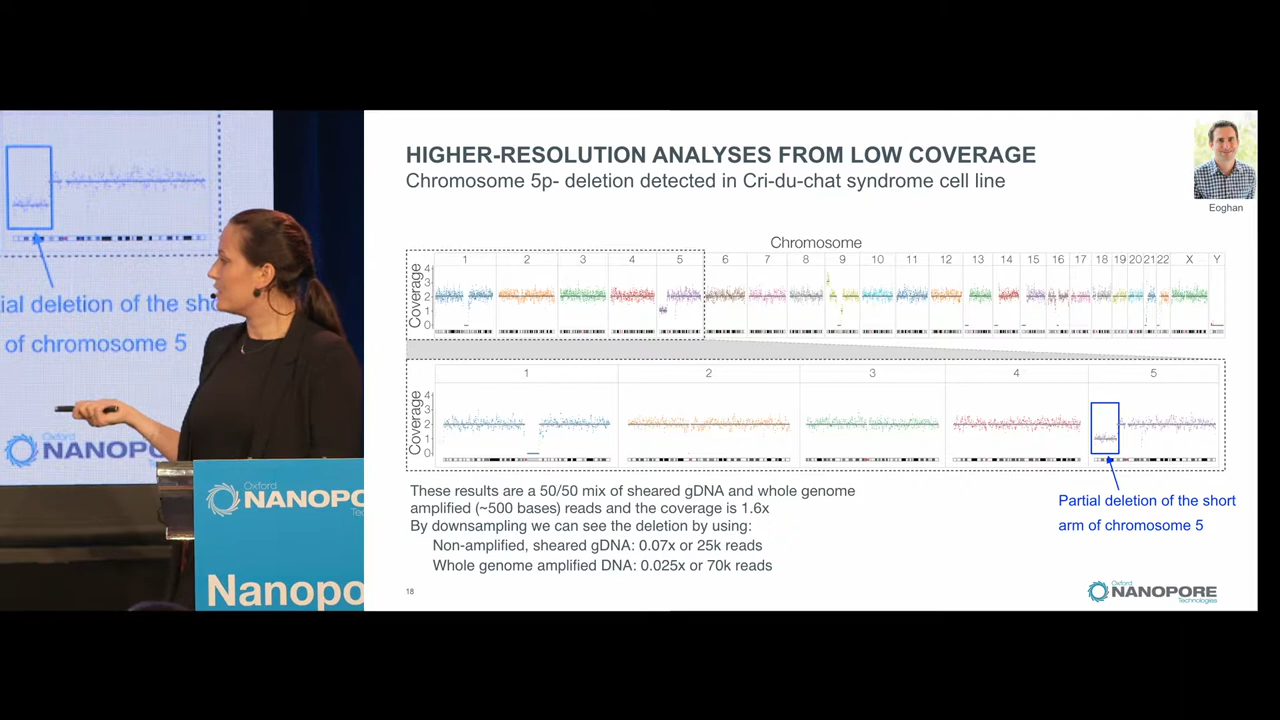 tial deletion of the sho
of chromosome 5
Oxford
NANOPO
Oxford
NANOPO
Nanopo
HIGHER-RESOLUTION ANALYSES FROM LOW COVERAGE
Chromosome 5p- deletion detected in Cri-du-chat syndrome cell line
Eoghan
Chromosome
1 2 3 4 5 6 7 8 9 10 11 12 13 14 15 16 17 18 19 20 21 22 X Y
Coverage
4
3
2
1
0
1 2 3 4 5
Coverage
4
3
2
1
0
These results are a 50/50 mix of sheared gDNA and whole genome
amplified (~500 bases) reads and the coverage is 1.6x
By downsampling we can see the deletion by using:
Non-amplified, sheared gDNA: 0.07x or 25k reads
Whole genome amplified DNA: 0.025x or 70k reads
Partial deletion of the short
arm of chromosome 5
18
Oxford
NANOPORE
Technologies